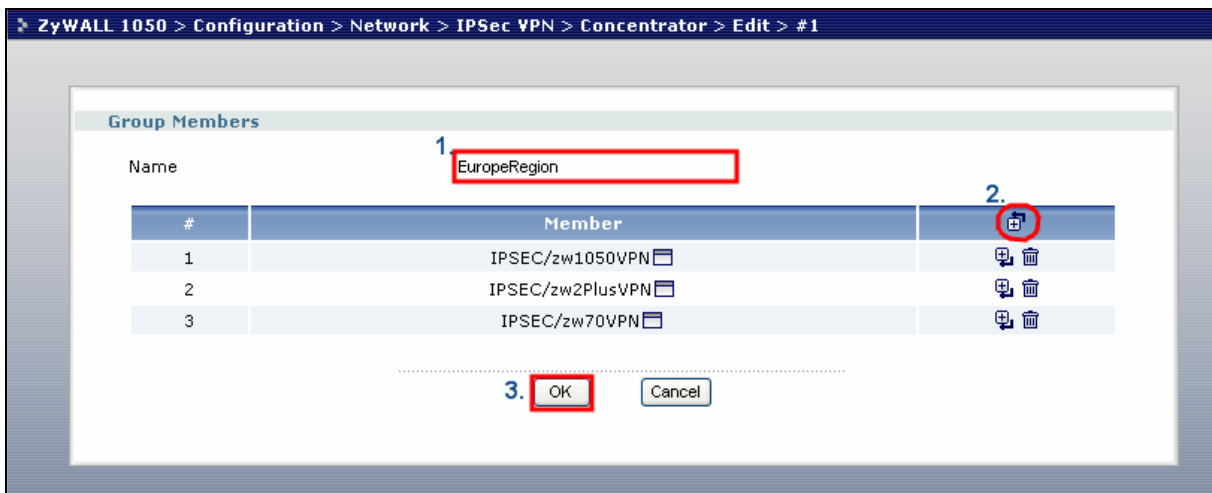 ZyWALL 1050 > Configuration > Network > IPSec VPN > Concentrator > Edit > #1
Group Members
1.
Name EuropeRegion
2.
# Member
1 IPSEC/zw1050VPN
2 IPSEC/zw2PlusVPN
3 IPSEC/zw70VPN
3. OK Cancel